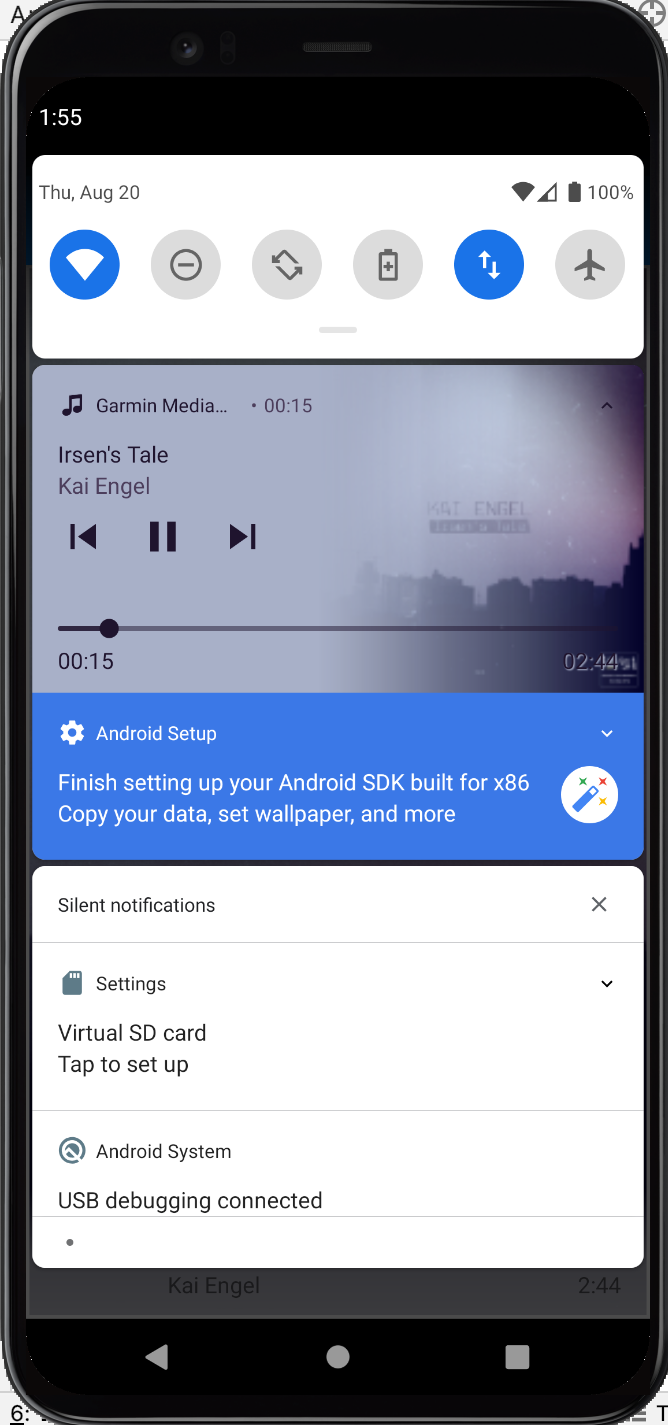 1:55
Thu, Aug 20
100%
Garmin Media… • 00:15
Irsen's Tale
Kai Engel
KAI ENGEL
Irsen's Tale
00:15
02:44
Android Setup
Finish setting up your Android SDK built for x86
Copy your data, set wallpaper, and more
Silent notifications
Settings
Virtual SD card
Tap to set up
Android System
USB debugging connected
Kai Engel
2:44
6: